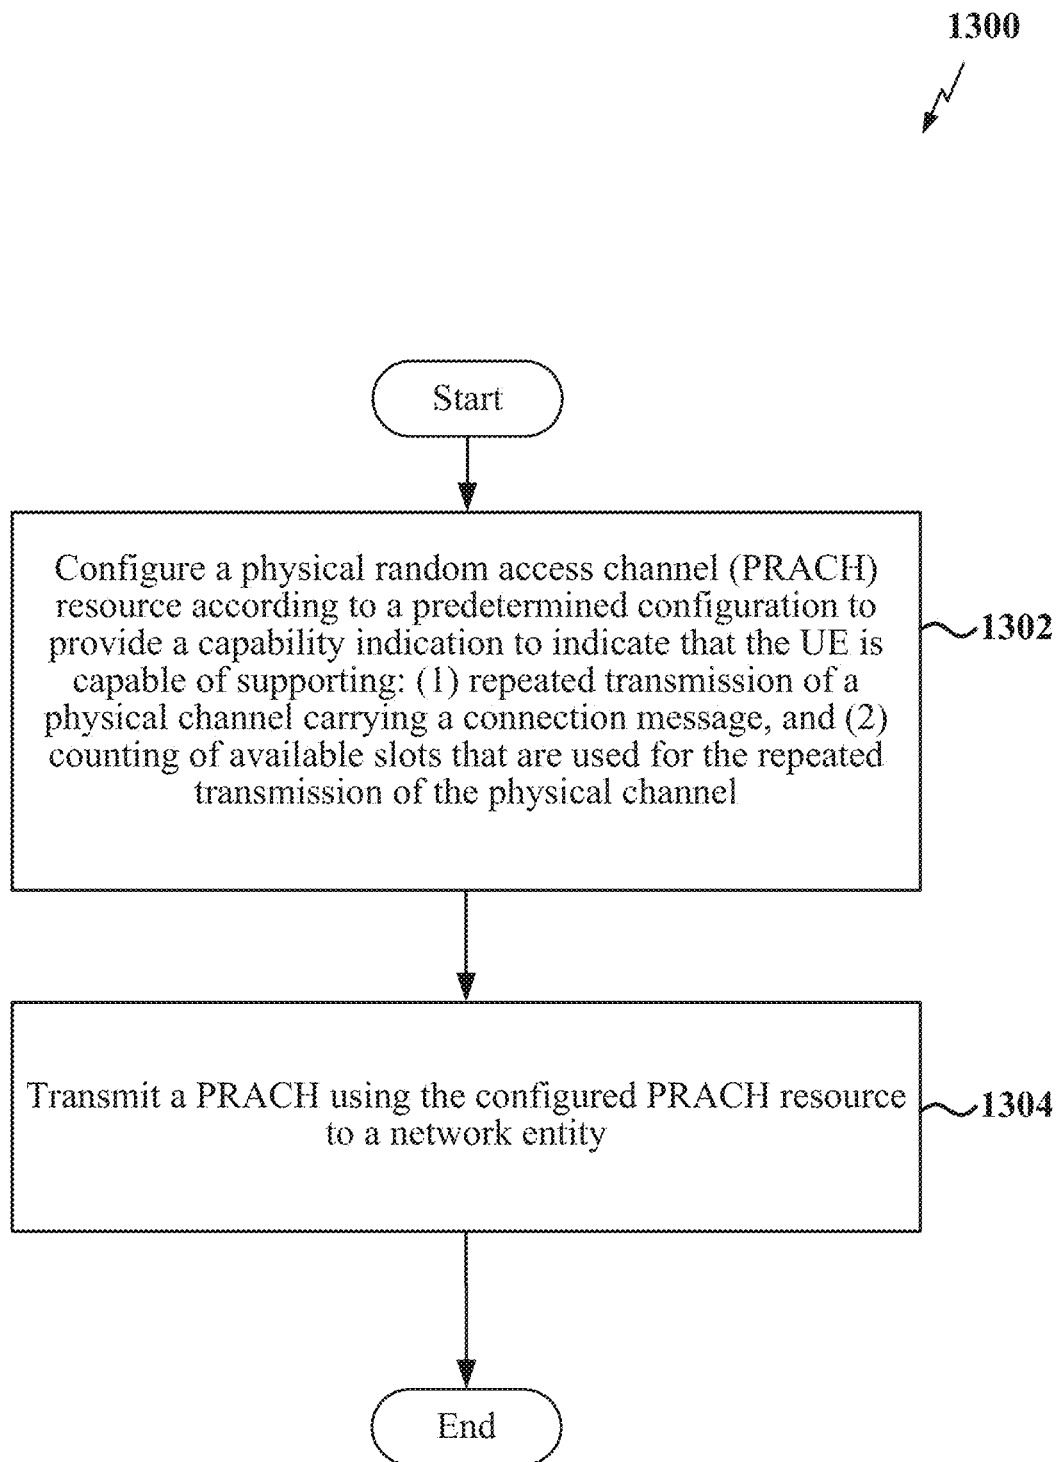 1300
Start
Configure a physical random access channel (PRACH)
resource according to a predetermined configuration to
provide a capability indication to indicate that the UE is
capable of supporting: (1) repeated transmission of a
physical channel carrying a connection message, and (2)
counting of available slots that are used for the repeated
transmission of the physical channel
1302
Transmit a PRACH using the configured PRACH resource
to a network entity
1304
End